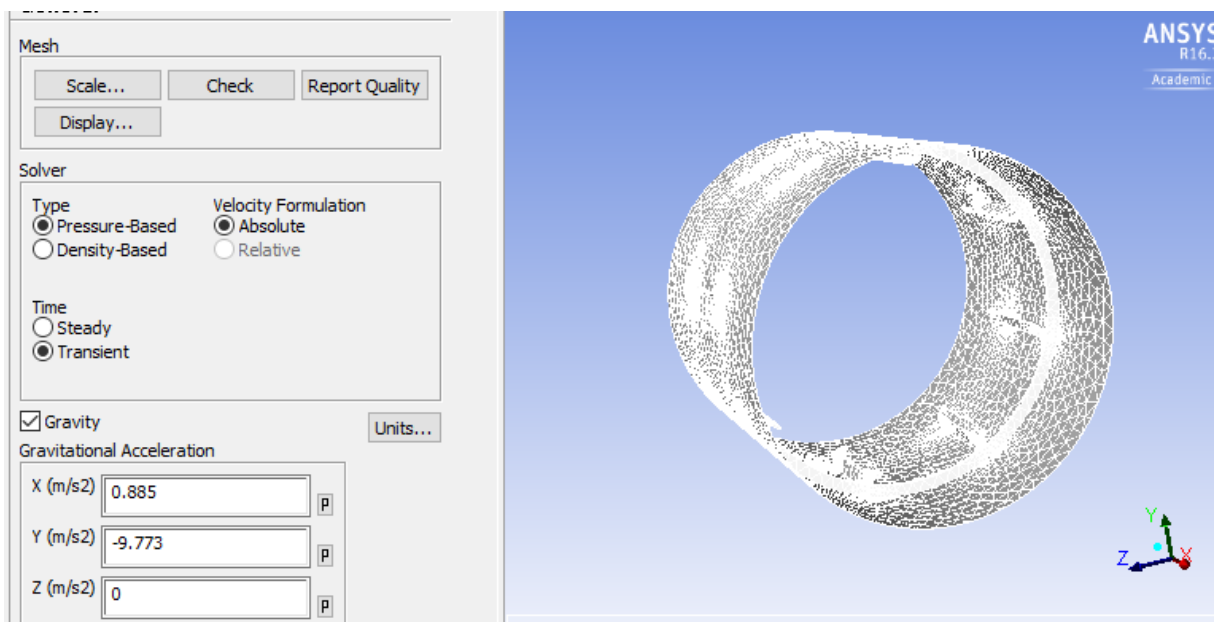 Mesh
Scale... Check Report Quality
Display...
Solver
Type Velocity Formulation
Pressure-Based Absolute
Density-Based Relative
Time
Steady
Transient
Gravity Units...
Gravitational Acceleration
X (m/s2) 0.885 P
Y (m/s2) -9.773 P
Z (m/s2) 0 P
ANSYS
R16.
Academic
Y
Z X